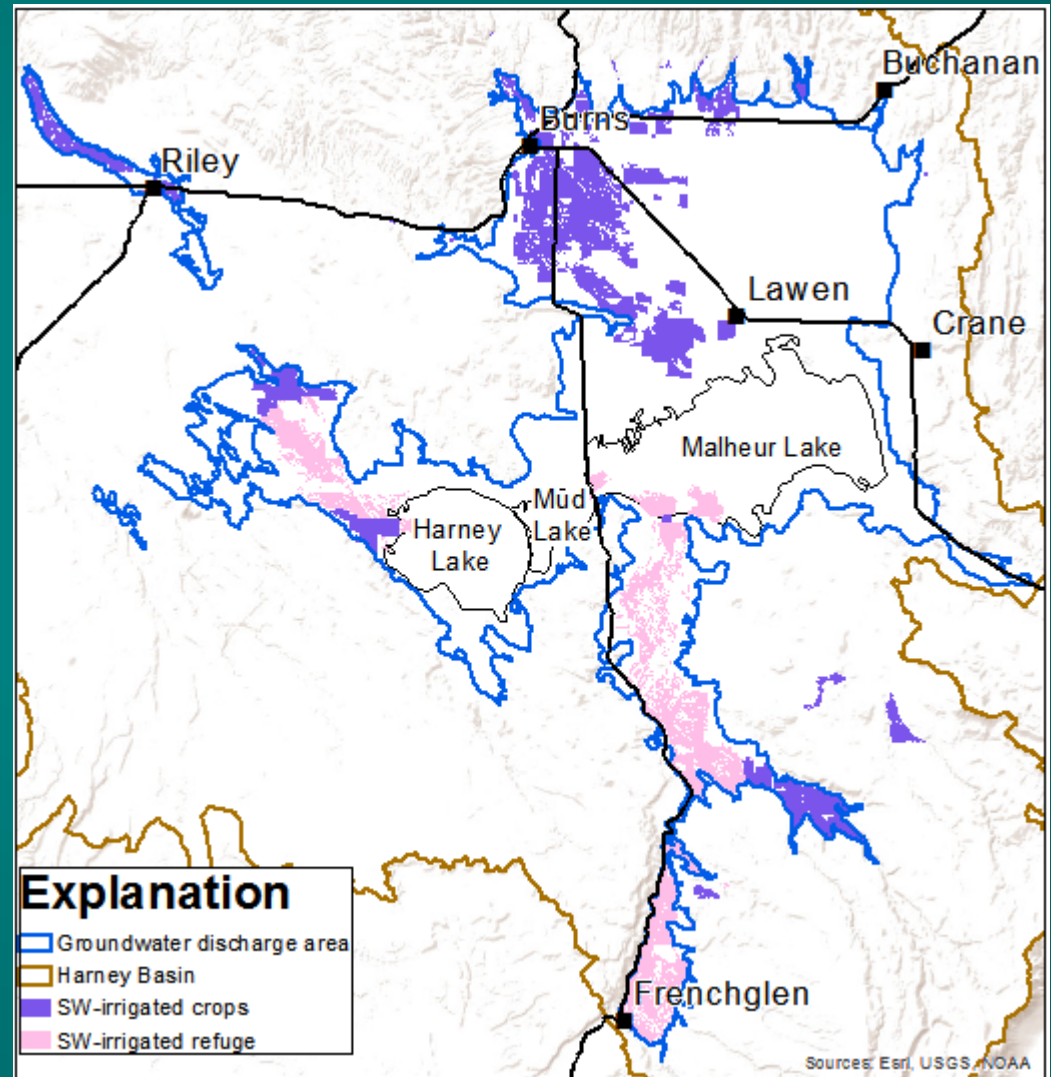 Buchanan
Burns
Riley
Lawen
Crane
Malheur Lake
Mud
Lake
Harney
Lake
Frenchglen
Explanation
Groundwater discharge area
Harney Basin
SW-irrigated crops
SW-irrigated refuge
Sources: Esri, USGS, NOAA